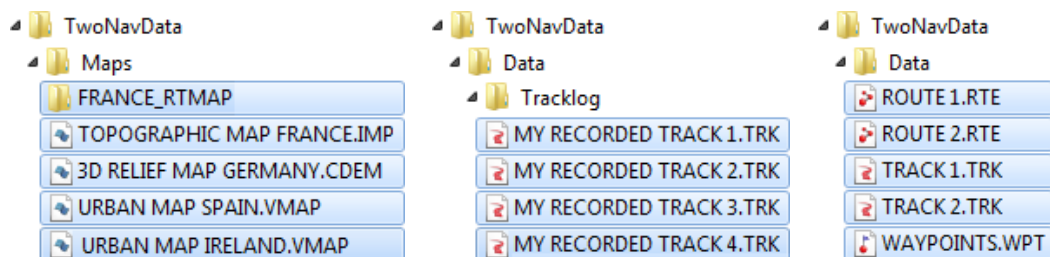 TwoNavData
Maps
FRANCE_RTMAP
TOPOGRAPHIC MAP FRANCE.IMP
3D RELIEF MAP GERMANY.CDEM
URBAN MAP SPAIN.VMAP
URBAN MAP IRELAND.VMAP
TwoNavData
Data
Tracklog
MY RECORDED TRACK 1.TRK
MY RECORDED TRACK 2.TRK
MY RECORDED TRACK 3.TRK
MY RECORDED TRACK 4.TRK
TwoNavData
Data
ROUTE 1.RTE
ROUTE 2.RTE
TRACK 1.TRK
TRACK 2.TRK
WAYPOINTS.WPT